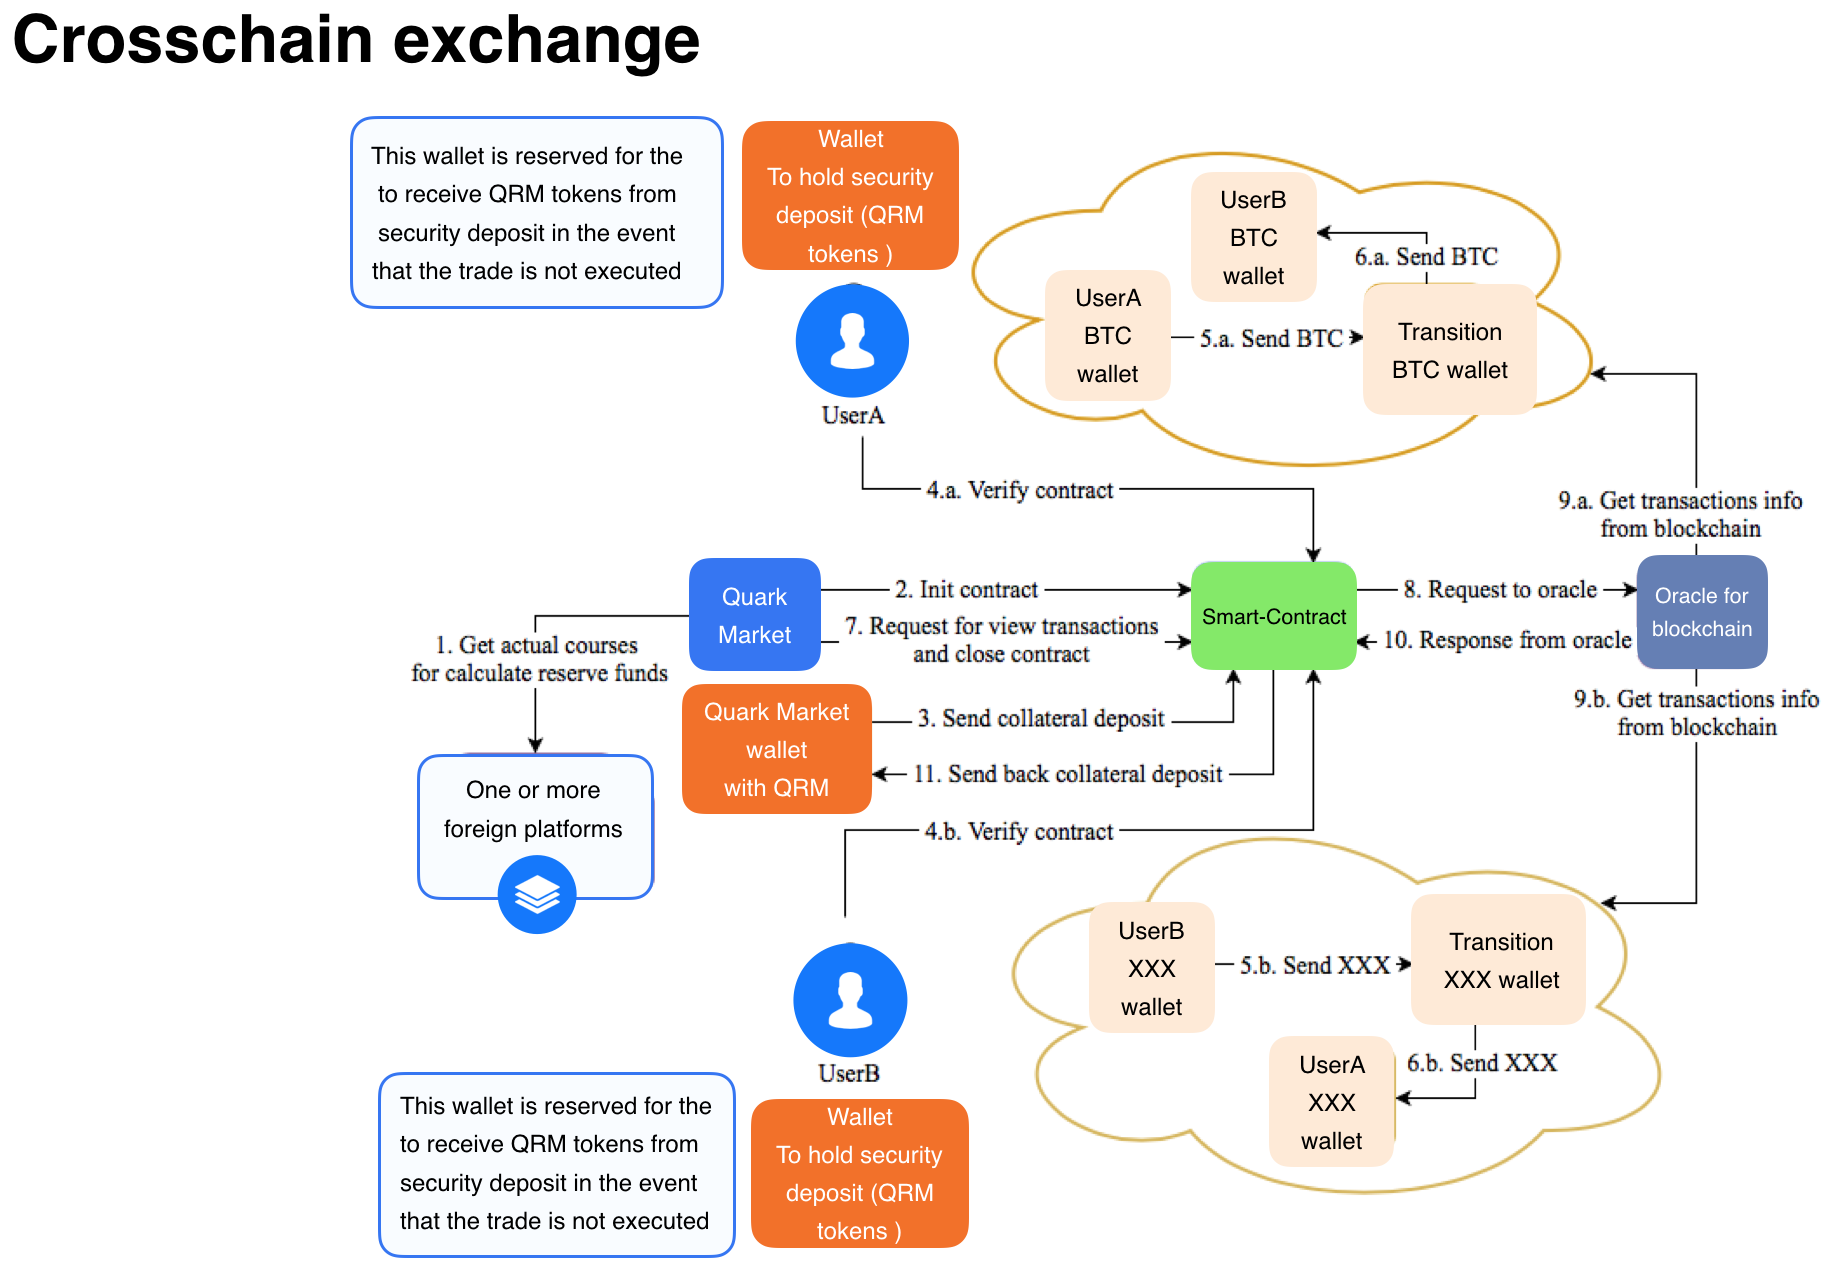 Crosschain exchange
This wallet is reserved for the
to receive QRM tokens from
security deposit in the event
that the trade is not executed
Wallet
To hold security
deposit (QRM
tokens )
UserA
UserB
BTC
wallet
6.a. Send BTC
UserA
BTC
wallet
5.a. Send BTC
Transition
BTC wallet
4.a. Verify contract
9.a. Get transactions info
from blockchain
Quark
Market
2. Init contract
7. Request for view transactions
and close contract
Smart-Contract
8. Request to oracle
10. Response from oracle
Oracle for
blockchain
1. Get actual courses
for calculate reserve funds
Quark Market
wallet
with QRM
3. Send collateral deposit
11. Send back collateral deposit
9.b. Get transactions info
from blockchain
One or more
foreign platforms
4.b. Verify contract
UserB
XXX
wallet
5.b. Send XXX
Transition
XXX wallet
6.b. Send XXX
UserA
XXX
wallet
UserB
This wallet is reserved for the
to receive QRM tokens from
security deposit in the event
that the trade is not executed
Wallet
To hold security
deposit (QRM
tokens )